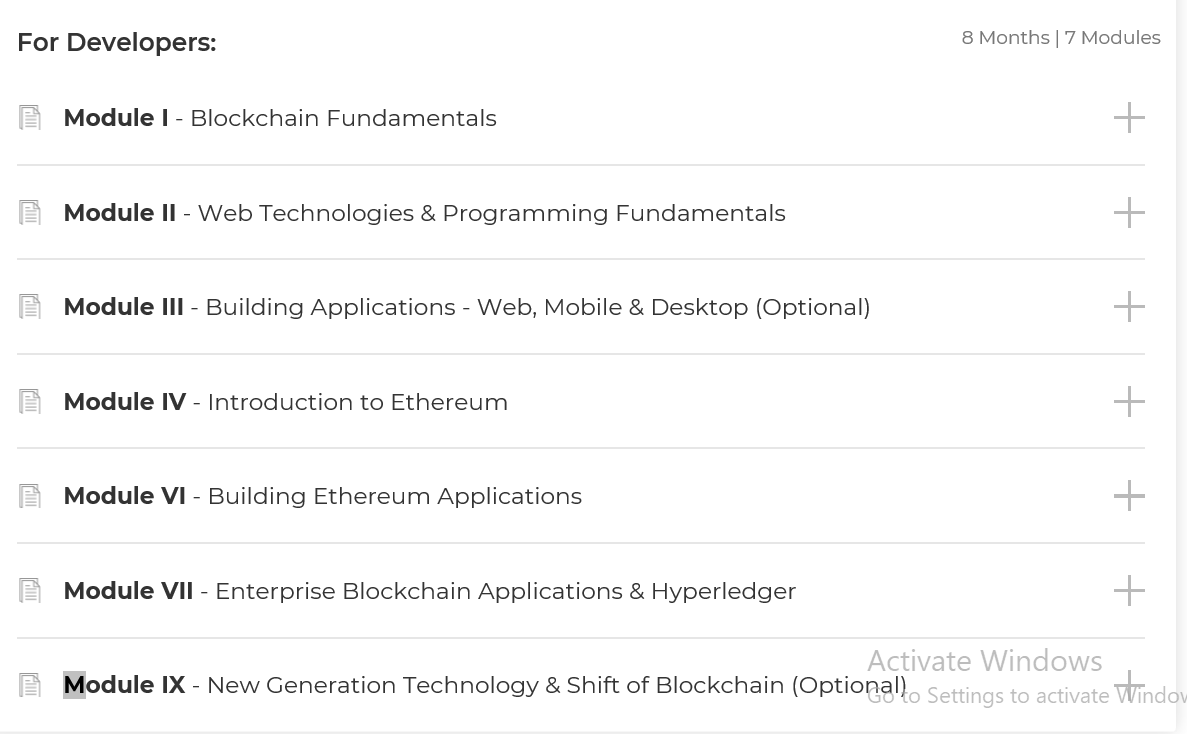 For Developers:
8 Months | 7 Modules
Module I - Blockchain Fundamentals
Module II - Web Technologies & Programming Fundamentals
Module III - Building Applications - Web, Mobile & Desktop (Optional)
Module IV - Introduction to Ethereum
Module VI - Building Ethereum Applications
Module VII - Enterprise Blockchain Applications & Hyperledger
Activate Windows
Module IX - New Generation Technology & Shift of Blockchain (Optional)
Go to Settings to activate Window